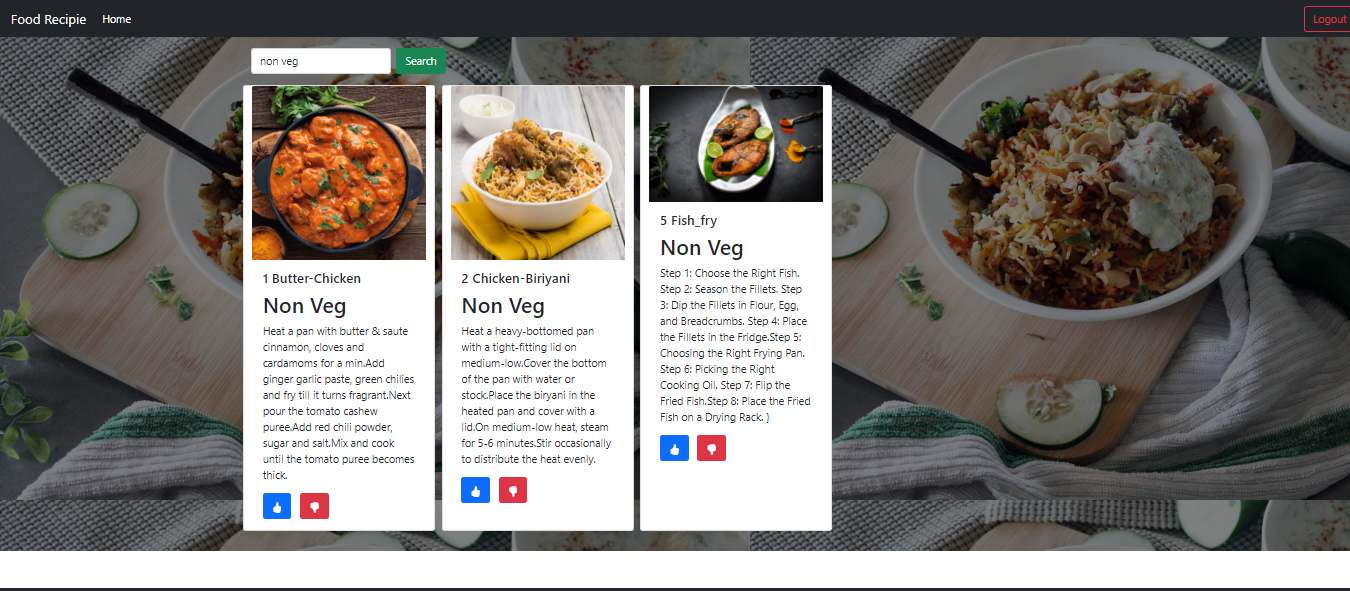 Food Recipie Home Logout
non veg Search
1 Butter-Chicken
Non Veg
Heat a pan with butter & saute
cinnamon, cloves and
cardamoms for a min.Add
ginger garlic paste, green chilies
and fry till it turns fragrant.Next
pour the tomato cashew
puree.Add red chili powder,
sugar and salt.Mix and cook
until the tomato puree becomes
thick.
2 Chicken-Biriyani
Non Veg
Heat a heavy-bottomed pan
with a tight-fitting lid on
medium-low.Cover the bottom
of the pan with water or
stock.Place the biryani in the
heated pan and cover with a
lid.On medium-low heat, steam
for 5-6 minutes.Stir occasionally
to distribute the heat evenly.
5 Fish_fry
Non Veg
Step 1: Choose the Right Fish.
Step 2: Season the Fillets. Step
3: Dip the Fillets in Flour, Egg,
and Breadcrumbs. Step 4: Place
the Fillets in the Fridge.Step 5:
Choosing the Right Frying Pan.
Step 6: Picking the Right
Cooking Oil. Step 7: Flip the
Fried Fish.Step 8: Place the Fried
Fish on a Drying Rack. )